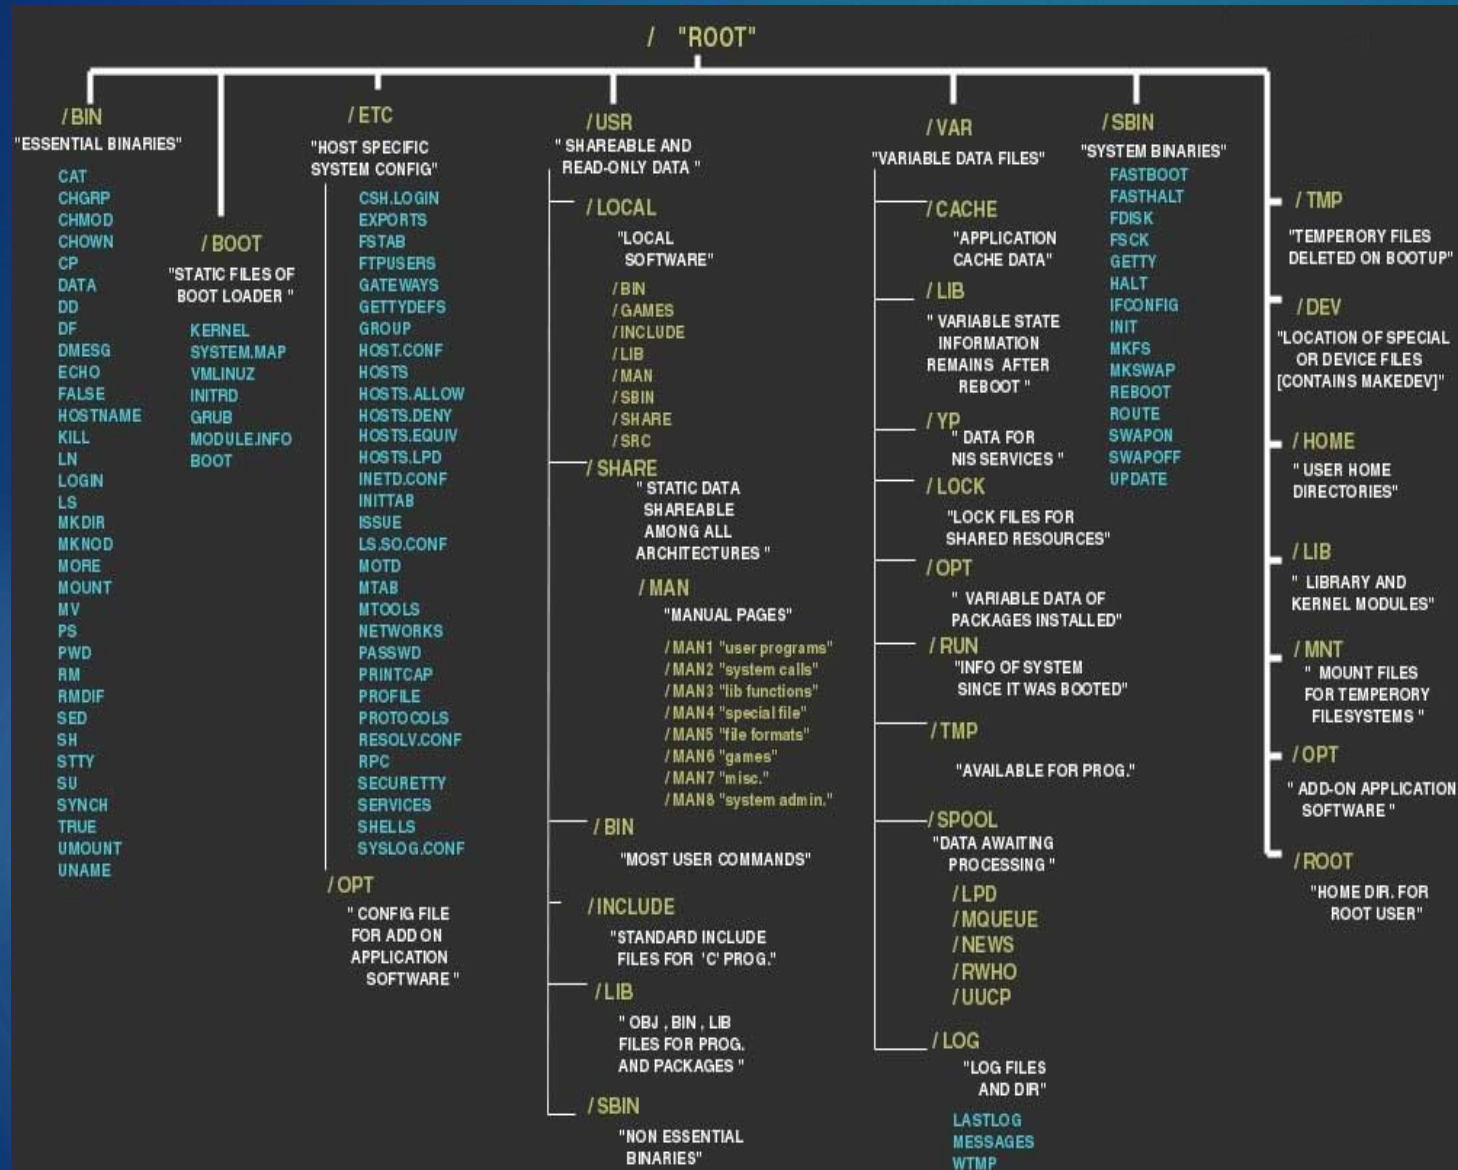 / "ROOT"
/BIN
"ESSENTIAL BINARIES"
CAT
CHGRP
CHMOD
CHOWN
CP
DATA
DD
DF
DMESG
ECHO
FALSE
HOSTNAME
KILL
LN
LOGIN
LS
MKDIR
MKNOD
MORE
MOUNT
MV
PS
PWD
RM
RMDIF
SED
SH
STTY
SU
SYNCH
TRUE
UMOUNT
UNAME
/BOOT
"STATIC FILES OF
BOOT LOADER "
KERNEL
SYSTEM.MAP
VMLINUZ
INITRD
GRUB
MODULE.INFO
BOOT
/ETC
"HOST SPECIFIC
SYSTEM CONFIG"
CSH.LOGIN
EXPORTS
FSTAB
FTPUSERS
GATEWAYS
GETTYDEFS
GROUP
HOST.CONF
HOSTS
HOSTS.ALLOW
HOSTS.DENY
HOSTS.EQUIV
HOSTS.LPD
INETD.CONF
INITTAB
ISSUE
LS.SO.CONF
MOTD
MTAB
MTOOLS
NETWORKS
PASSWD
PRINTCAP
PROFILE
PROTOCOLS
RESOLV.CONF
RPC
SECURETTY
SERVICES
SHELLS
SYSLOG.CONF
/OPT
" CONFIG FILE
FOR ADD ON
APPLICATION
SOFTWARE "
/USR
" SHAREABLE AND
READ-ONLY DATA "
/LOCAL
"LOCAL
SOFTWARE"
/BIN
/GAMES
/INCLUDE
/LIB
/MAN
/SBIN
/SHARE
/SRC
/SHARE
" STATIC DATA
SHAREABLE
AMONG ALL
ARCHITECTURES "
/MAN
"MANUAL PAGES"
/MAN1 "user programs"
/MAN2 "system calls"
/MAN3 "lib functions"
/MAN4 "special file"
/MAN5 "file formats"
/MAN6 "games"
/MAN7 "misc."
/MAN8 "system admin."
/BIN
"MOST USER COMMANDS"
/INCLUDE
"STANDARD INCLUDE
FILES FOR 'C' PROG."
/LIB
" OBJ , BIN , LIB
FILES FOR PROG.
AND PACKAGES "
/SBIN
"NON ESSENTIAL
BINARIES"
/VAR
"VARIABLE DATA FILES"
/CACHE
"APPLICATION
CACHE DATA"
/LIB
" VARIABLE STATE
INFORMATION
REMAINS AFTER
REBOOT "
/YP
" DATA FOR
NIS SERVICES "
/LOCK
"LOCK FILES FOR
SHARED RESOURCES"
/OPT
" VARIABLE DATA OF
PACKAGES INSTALLED"
/RUN
"INFO OF SYSTEM
SINCE IT WAS BOOTED"
/TMP
"AVAILABLE FOR PROG."
/SPOOL
"DATA AWAITING
PROCESSING "
/LPD
/MQUEUE
/NEWS
/RWHO
/UUCP
/LOG
"LOG FILES
AND DIR"
LASTLOG
MESSAGES
WTMP
/SBIN
"SYSTEM BINARIES"
FASTBOOT
FASTHALT
FDISK
FSCK
GETTY
HALT
IFCONFIG
INIT
MKFS
MKSWAP
REBOOT
ROUTE
SWAPON
SWAPOFF
UPDATE
/TMP
"TEMPERORY FILES
DELETED ON BOOTUP"
/DEV
"LOCATION OF SPECIAL
OR DEVICE FILES
[CONTAINS MAKEDEV]"
/HOME
" USER HOME
DIRECTORIES"
/LIB
" LIBRARY AND
KERNEL MODULES"
/MNT
" MOUNT FILES
FOR TEMPERORY
FILESYSTEMS "
/OPT
" ADD-ON APPLICATION
SOFTWARE "
/ROOT
"HOME DIR. FOR
ROOT USER"